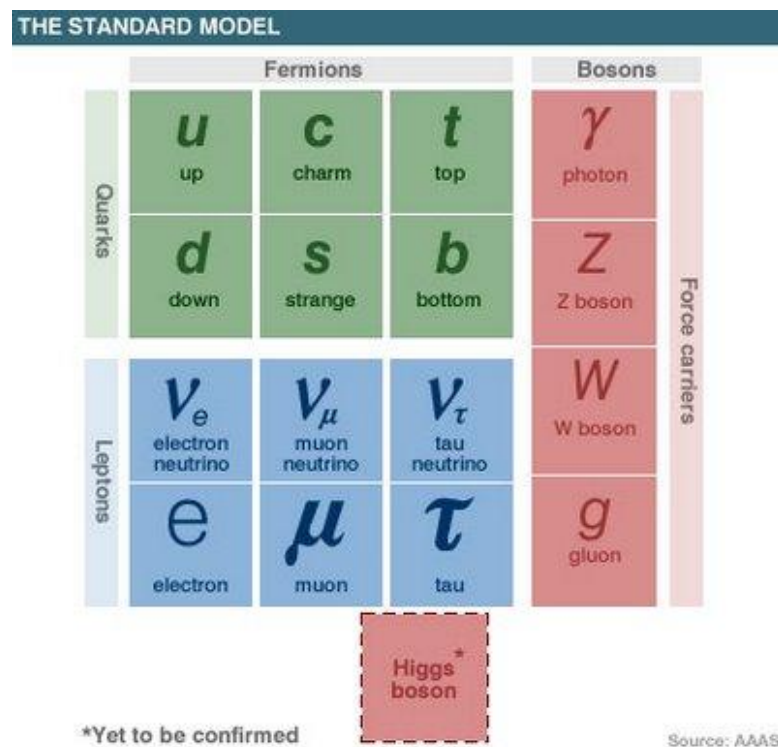 THE STANDARD MODEL
Fermions
Bosons
Quarks
u
up
c
charm
t
top
γ
photon
d
down
s
strange
b
bottom
Z
Z boson
Force carriers
Leptons
νe
electron
neutrino
νμ
muon
neutrino
ντ
tau
neutrino
W
W boson
e
electron
μ
muon
τ
tau
g
gluon
Higgs*
boson
*Yet to be confirmed
Source: AAAS